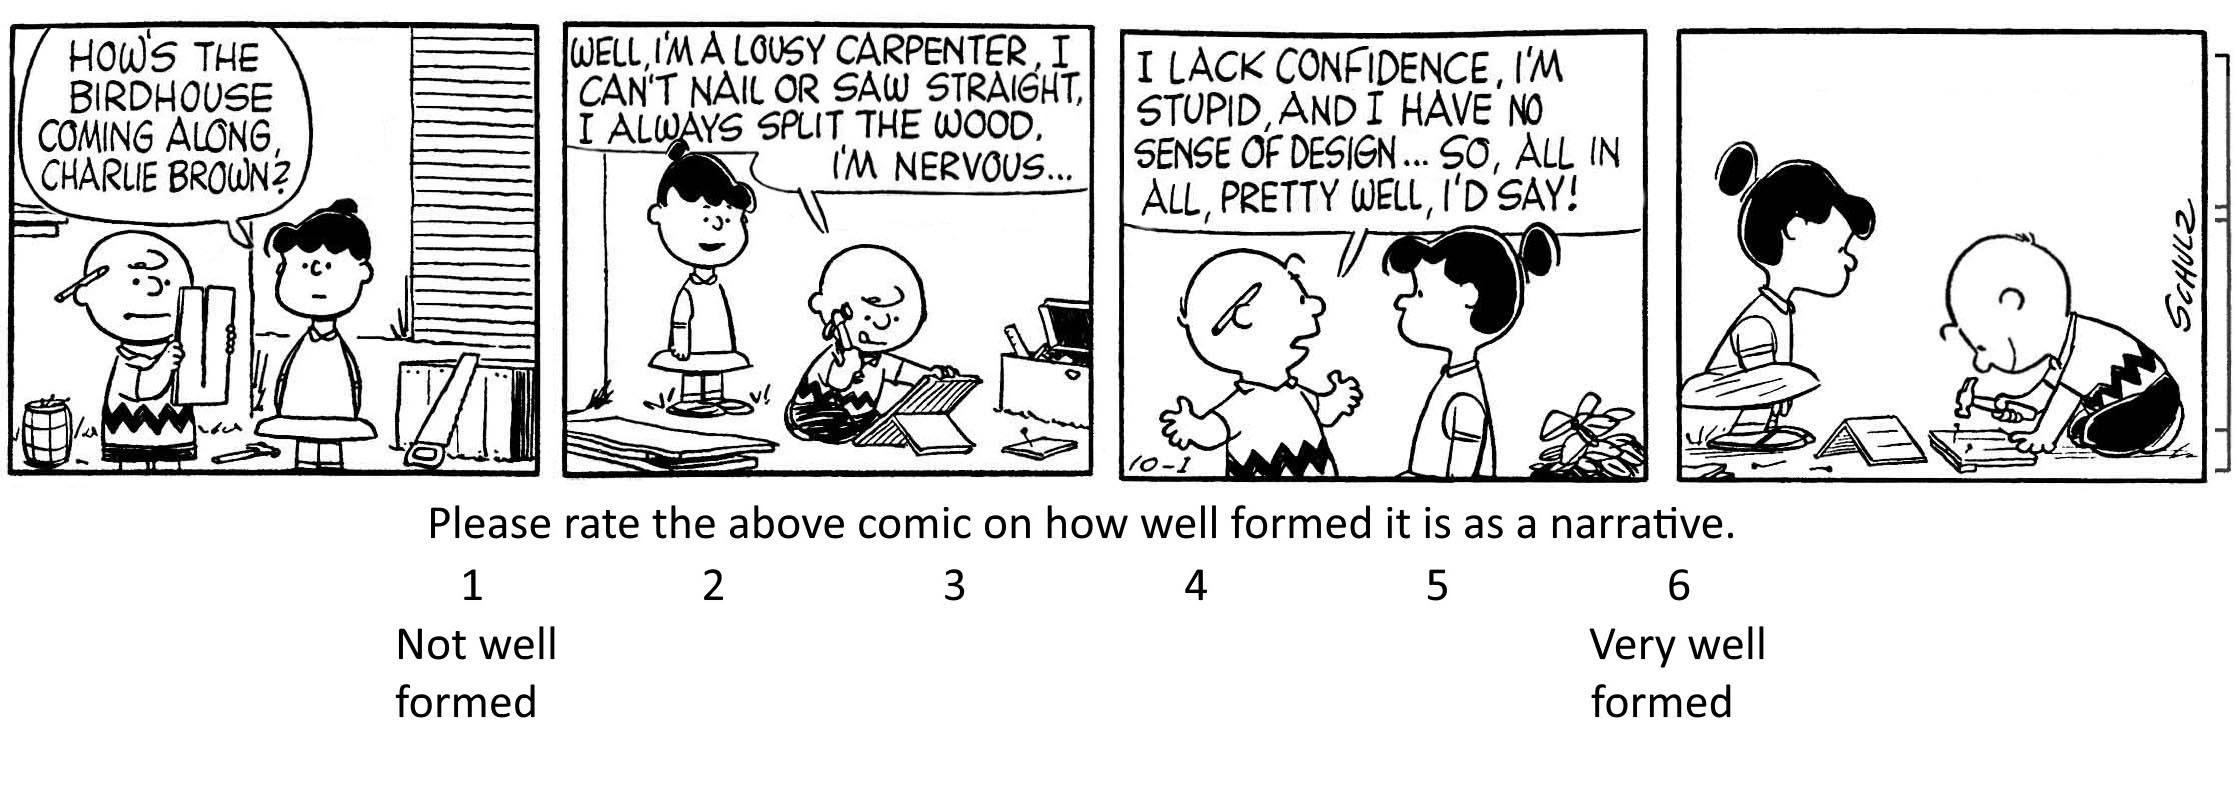 HOW'S THE
BIRDHOUSE
COMING ALONG,
CHARLIE BROWN?
WELL, I'M A LOUSY CARPENTER, I
CAN'T NAIL OR SAW STRAIGHT,
I ALWAYS SPLIT THE WOOD.
I'M NERVOUS...
I LACK CONFIDENCE, I'M
STUPID, AND I HAVE NO
SENSE OF DESIGN... SO, ALL IN
ALL, PRETTY WELL, I'D SAY!
10-1
SCHULZ
Please rate the above comic on how well formed it is as a narrative.
1 2 3 4 5 6
Not well
formed
Very well
formed